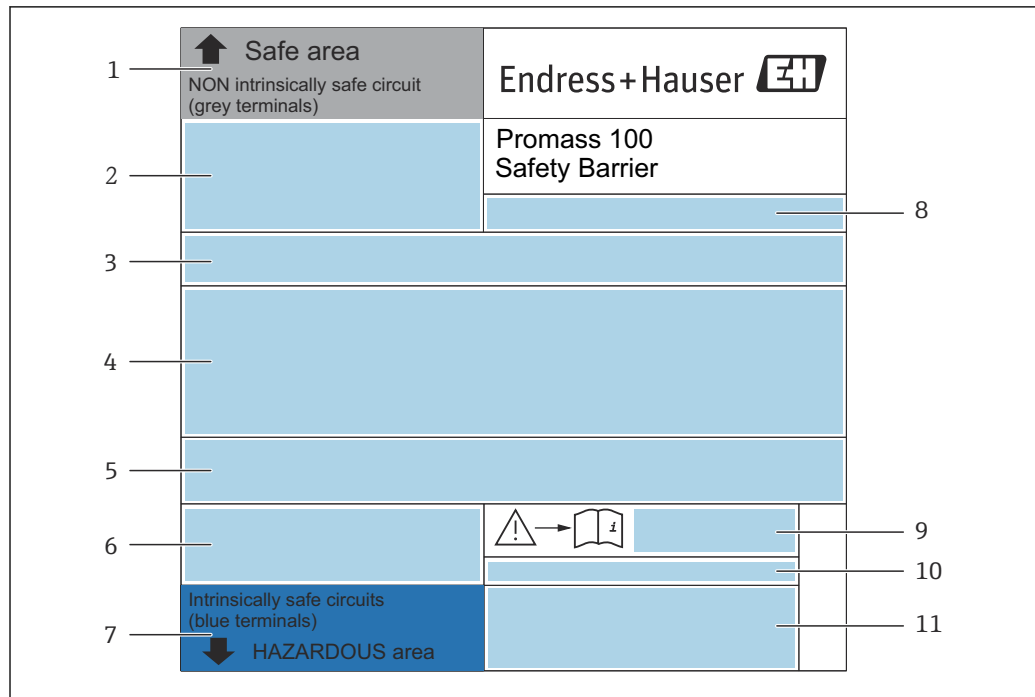 Safe area
NON intrinsically safe circuit
(grey terminals)
Endress+Hauser EH
Promass 100
Safety Barrier
1
2
3
4
5
6
7
8
9
10
11
i
Intrinsically safe circuits
(blue terminals)
HAZARDOUS area